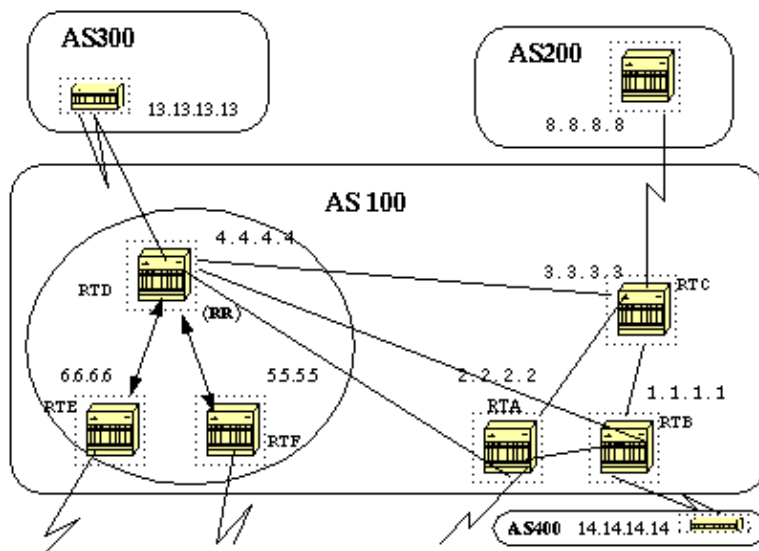 AS300
AS200
13.13.13.13
8.8.8.8
AS 100
4.4.4.4
3.3.3.3
RTD
RTC
(RR)
6.6.6.6
5.5.5.5
2.2.2.2
1.1.1.1
RTE
RTA
RTB
RTF
AS400 14.14.14.14